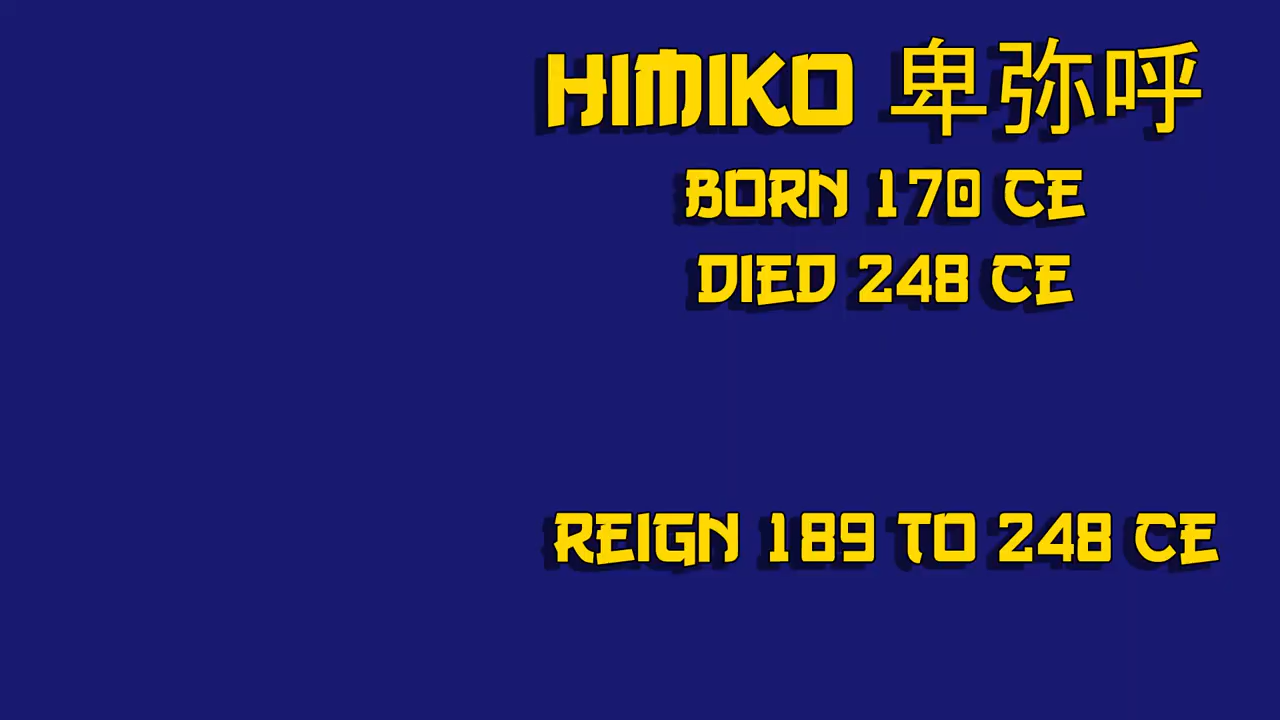 HIMIKO 卑弥呼
BORN 170 CE
DIED 248 CE
REIGN 189 TO 248 CE